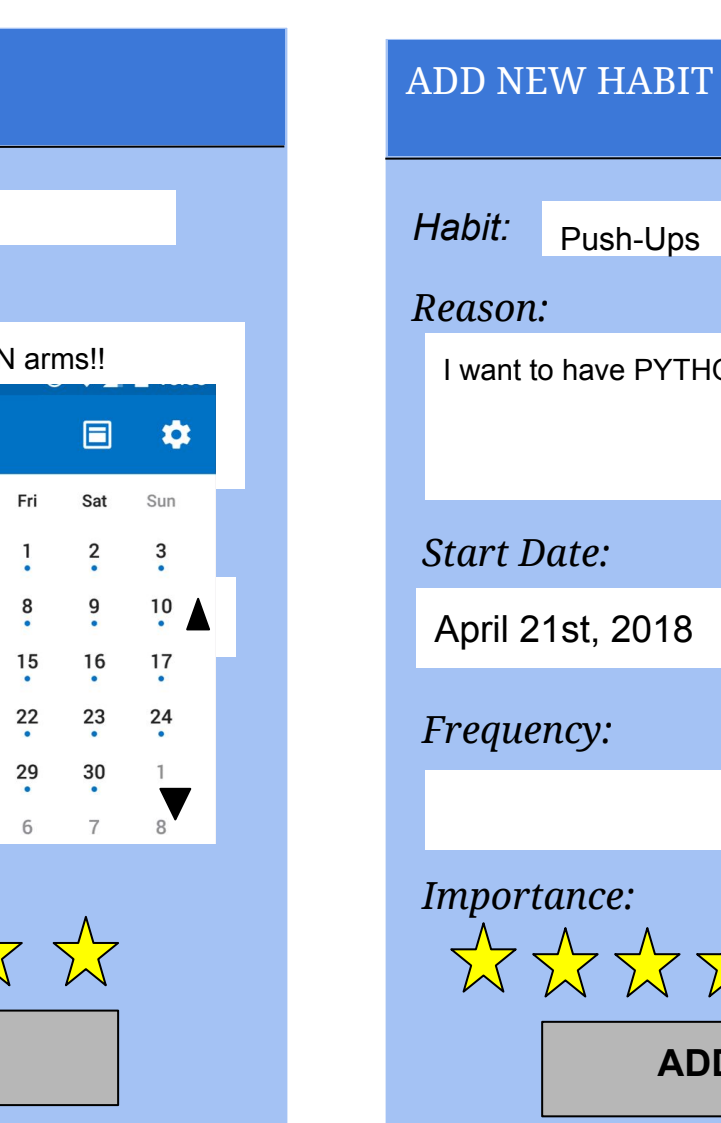 N arms!!
Fri Sat Sun
1 2 3
8 9 10
15 16 17
22 23 24
29 30 1
6 7 8
ADD NEW HABIT
Habit: Push-Ups
Reason:
I want to have PYTHO
Start Date:
April 21st, 2018
Frequency:
Importance:
ADD